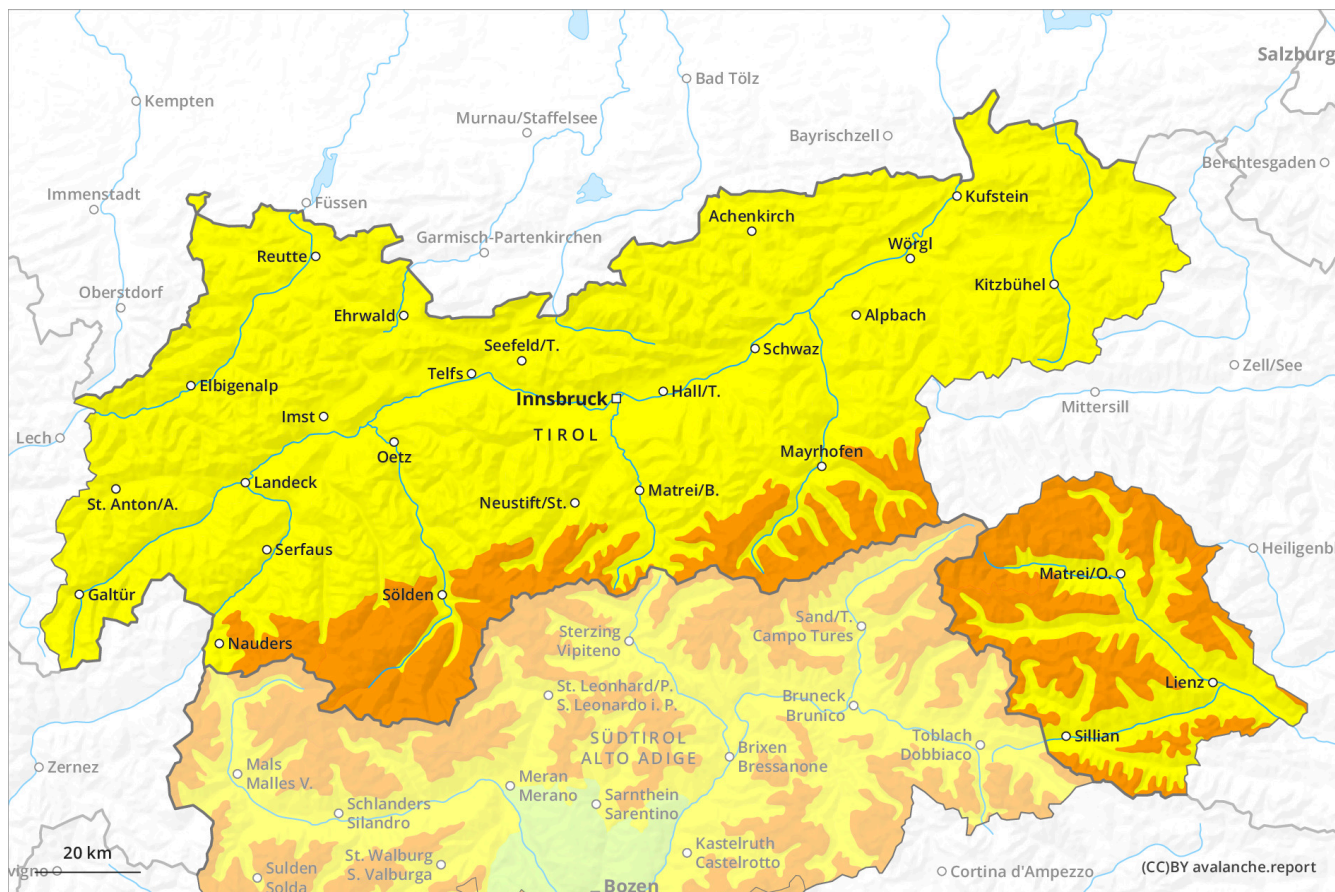 Salzburg
Bad Tölz
Kempten
Murnau/Staffelsee
Bayrischzell
Berchtesgaden
Immenstadt
Füssen
Kufstein
Achenkirch
Garmisch-Partenkirchen
Wörgl
Reutte
Oberstdorf
Kitzbühel
Ehrwald
Alpbach
Seefeld/T.
Schwaz
Zell/See
Telfs
Elbigenalp
Hall/T.
Innsbruck
Mittersill
Imst
TIROL
Lech
Oetz
Mayrhofen
Landeck
Matrei/B.
St. Anton/A.
Neustift/St.
Serfaus
Heiligenb
Matrei/O.
Galtür
Sölden
Sand/T.
Campo Tures
Sterzing
Vipiteno
Nauders
Lienz
St. Leonhard/P.
S. Leonardo i. P.
Bruneck
Brunico
Sillian
SÜDTIROL
ALTO ADIGE
Toblach
Dobbiaco
Brixen
Bressanone
Zernez
Mals
Malles V.
Meran
Merano
Sarnthein
Sarentino
Schlanders
Silandro
Kastelruth
Castelrotto
20 km
St. Walburg
S. Valburga
vigno
Cortina d'Ampezzo
(CC)BY avalanche.report
Sulden
Solda
Bozen